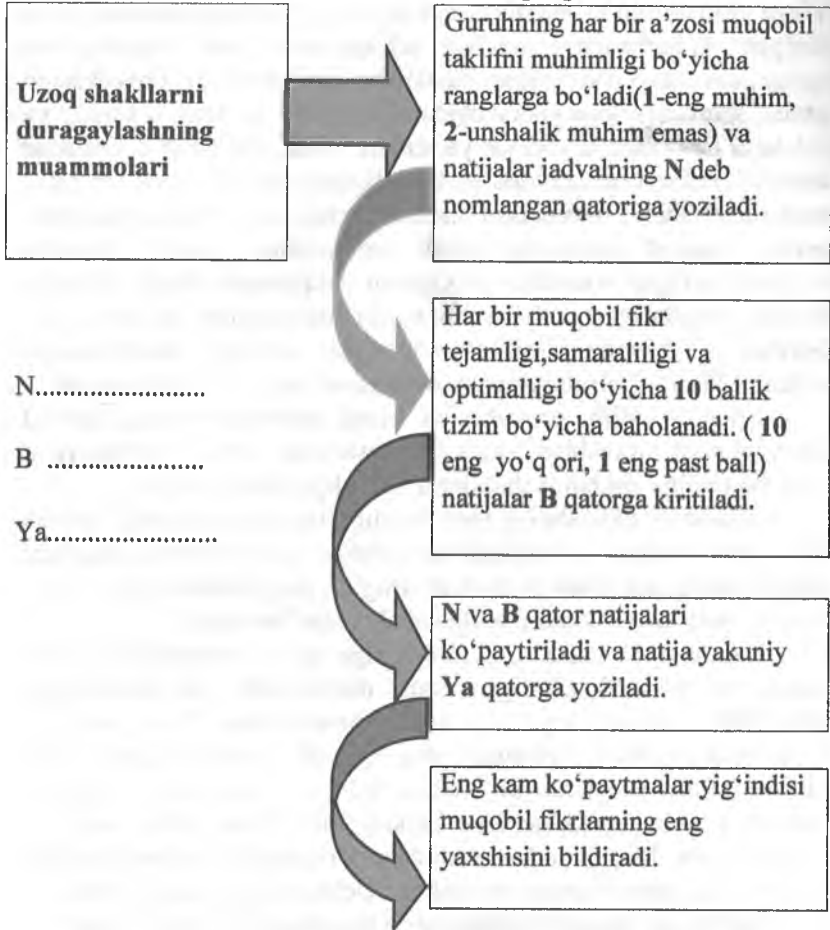 Uzoq shakllarni
duragaylashning
muammolari
Guruhning har bir a’zosi muqobil
taklifni muhimligi bo‘yicha
ranglarga bo‘ladi(1-eng muhim,
2-unshalik muhim emas) va
natijalar jadvalning N deb
nomlangan qatoriga yoziladi.
N........................
B ......................
Ya........................
Har bir muqobil fikr
tejamligi,samaraliligi va
optimalligi bo‘yicha 10 ballik
tizim bo‘yicha baholanadi. ( 10
eng yo‘q ori, 1 eng past ball)
natijalar B qatorga kiritiladi.
N va B qator natijalari
ko‘paytiriladi va natija yakuniy
Ya qatorga yoziladi.
Eng kam ko‘paytmalar yig‘indisi
muqobil fikrlarning eng
yaxshisini bildiradi.